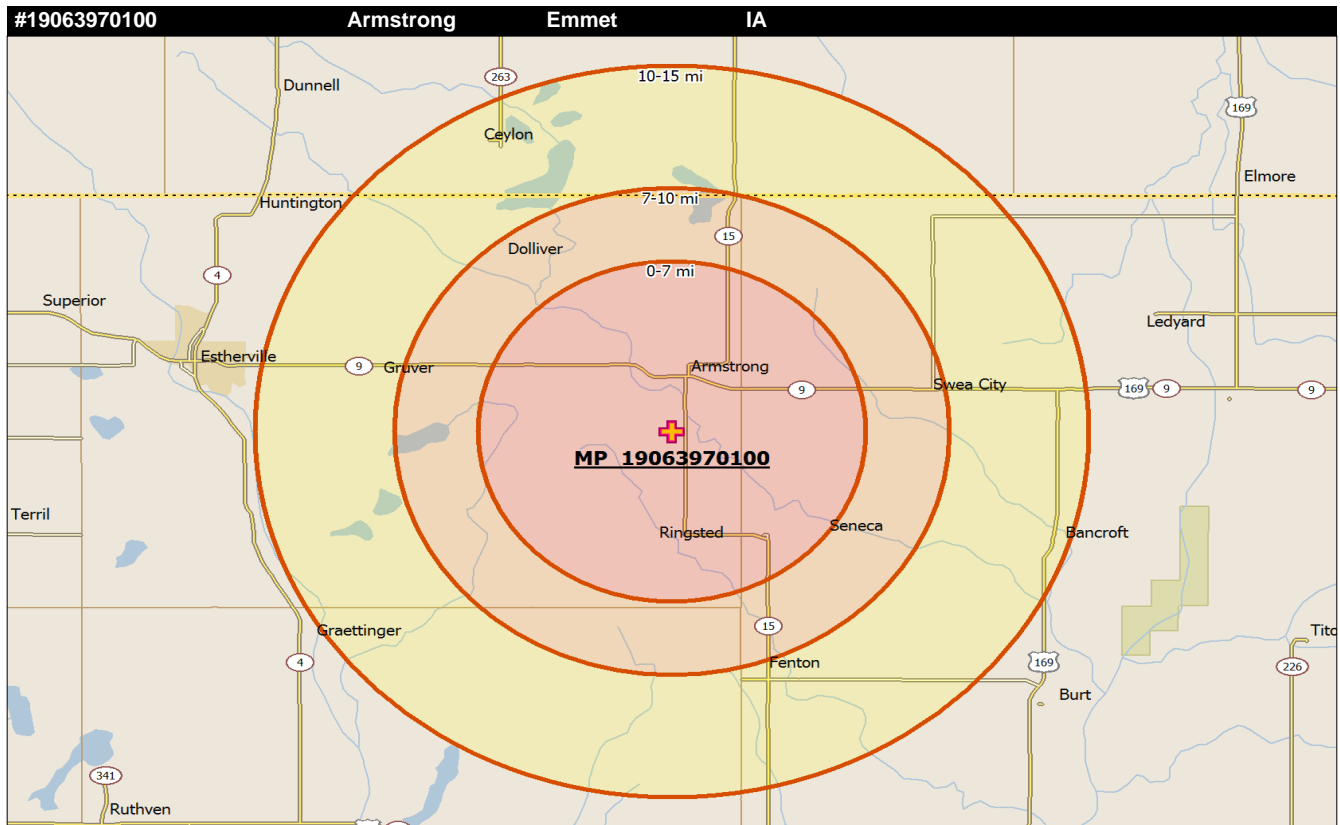 #19063970100 Armstrong Emmet IA
10-15 mi
263
Dunnell
169
Ceylon
Elmore
7-10 mi
Huntington
15
Dolliver
0-7 mi
4
Superior
Ledyard
Estherville
9
Gruver
Armstrong
Swea City
9
169
9
9
MP 19063970100
Terril
Ringsted
Seneca
Bancroft
Graettinger
15
Tito
4
Fenton
169
226
Burt
341
Ruthven